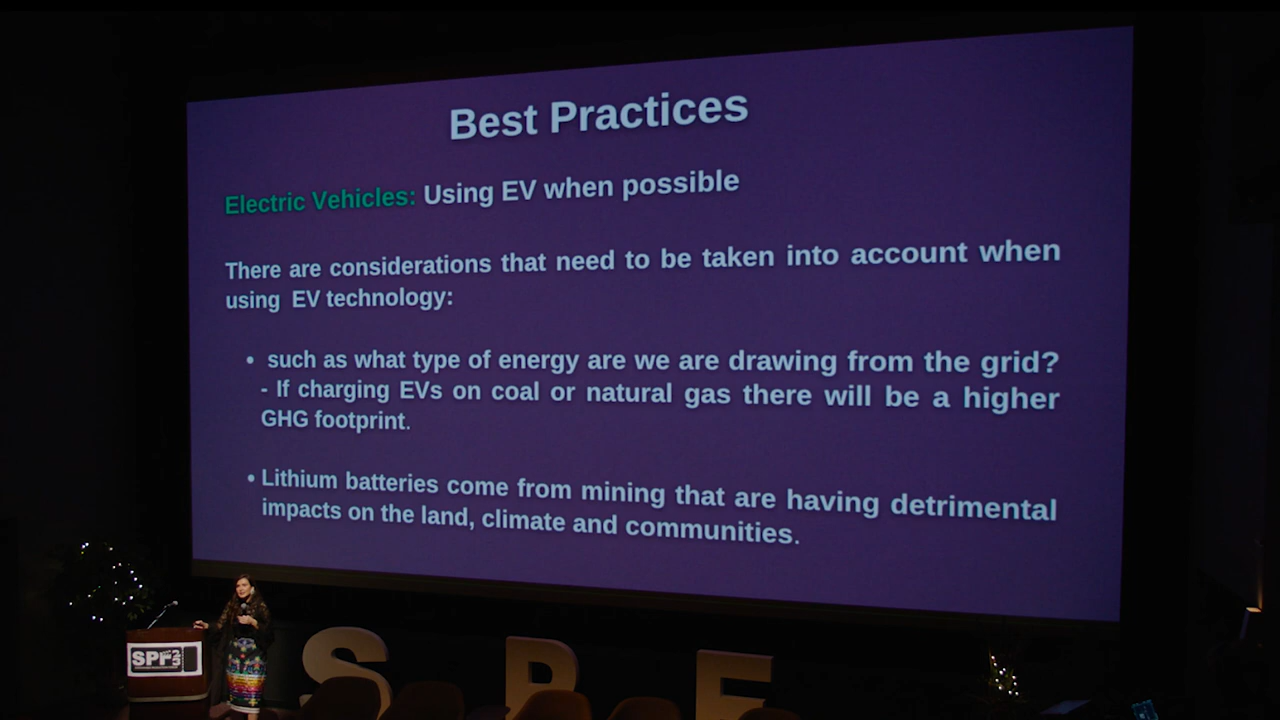 Best Practices
Electric Vehicles: Using EV when possible
There are considerations that need to be taken into account when
using EV technology:
• such as what type of energy are we are drawing from the grid?
- If charging EVs on coal or natural gas there will be a higher
GHG footprint.
• Lithium batteries come from mining that are having detrimental
impacts on the land, climate and communities.
SPF
23
S P F